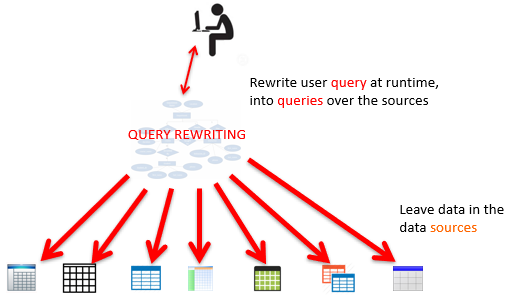 Rewrite user query at runtime,
into queries over the sources
QUERY REWRITING
Leave data in the
data sources